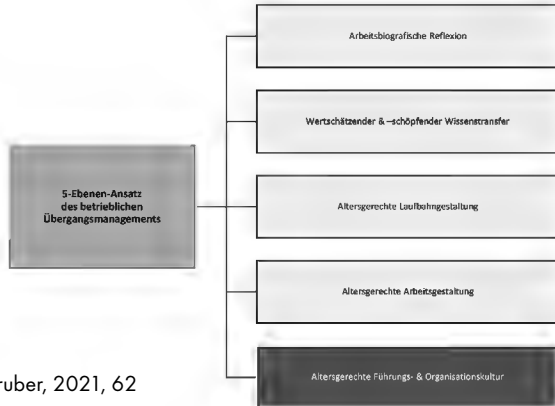 Arbeitsbiografische Reflexion
Wertschätzender & –schöpfender Wissenstransfer
5-Ebenen-Ansatz
des betrieblichen
Übergangsmanagements
Altersgerechte Laufbahngestaltung
Altersgerechte Arbeitsgestaltung
Altersgerechte Führungs- & Organisationskultur
ruber, 2021, 62